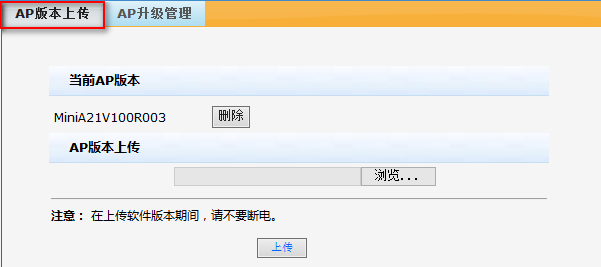 AP版本上传 AP升级管理
当前AP版本
MiniA21V100R003 删除
AP版本上传
浏览...
注意： 在上传软件版本期间，请不要断电。
上传